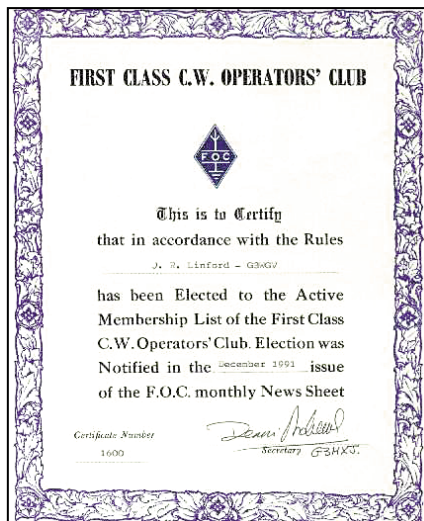 FIRST CLASS C.W. OPERATORS' CLUB
F.O.C
This is to Certify
that in accordance with the Rules
J. R. Linford - G3WGV
has been Elected to the Active
Membership List of the First Class
C.W. Operators' Club. Election was
Notified in the December 1991 issue
of the F.O.C. monthly News Sheet
Certificate Number
1600
Secretary G3MXJ.